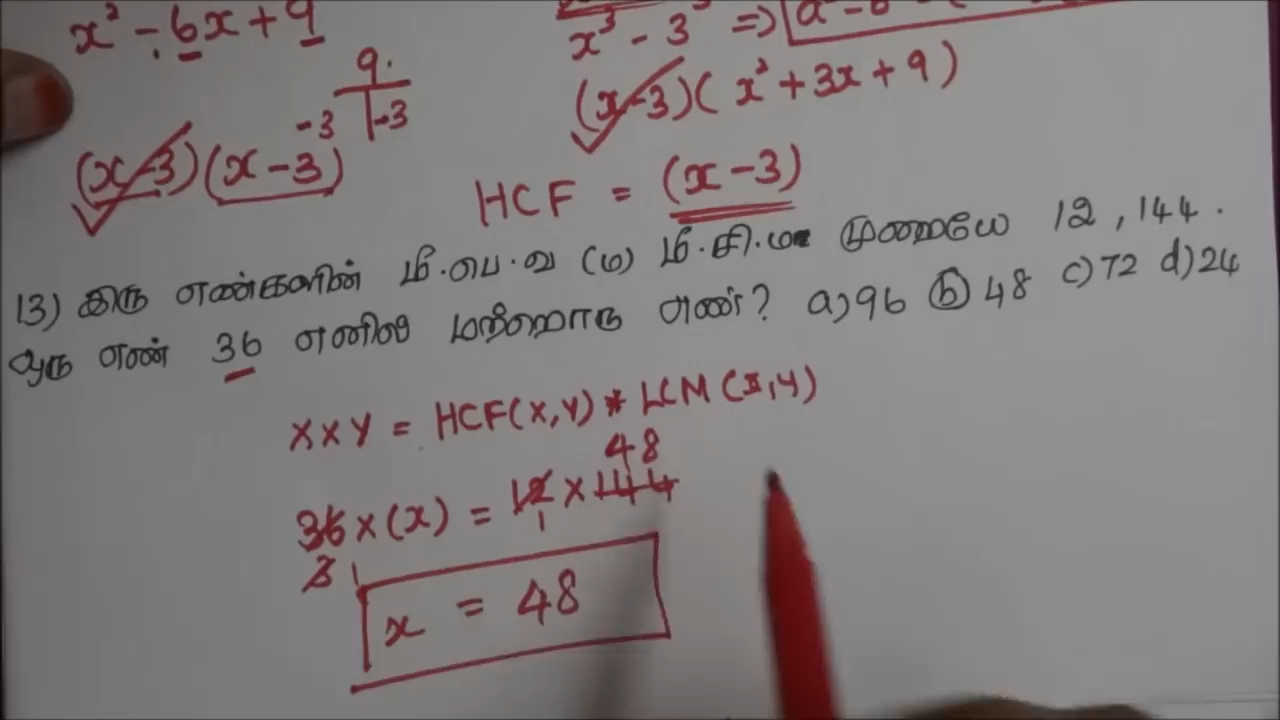 x² - 6x + 9
9
-3 -3
(x-3)(x-3)
x³ - 3³ =>
(x-3)(x² + 3x + 9)
HCF = (x-3)
13) இரு எண்களின் மீ.பெ.வ (ம) மீ.சி.ம முறையே 12, 144.
ஒரு எண் 36 எனில் மற்றொரு எண்? a)96 b)48 c)72 d)24
X×Y = HCF(X,Y) * LCM(X,Y)
48
36×(x) = 12×144
3 1 1
x = 48